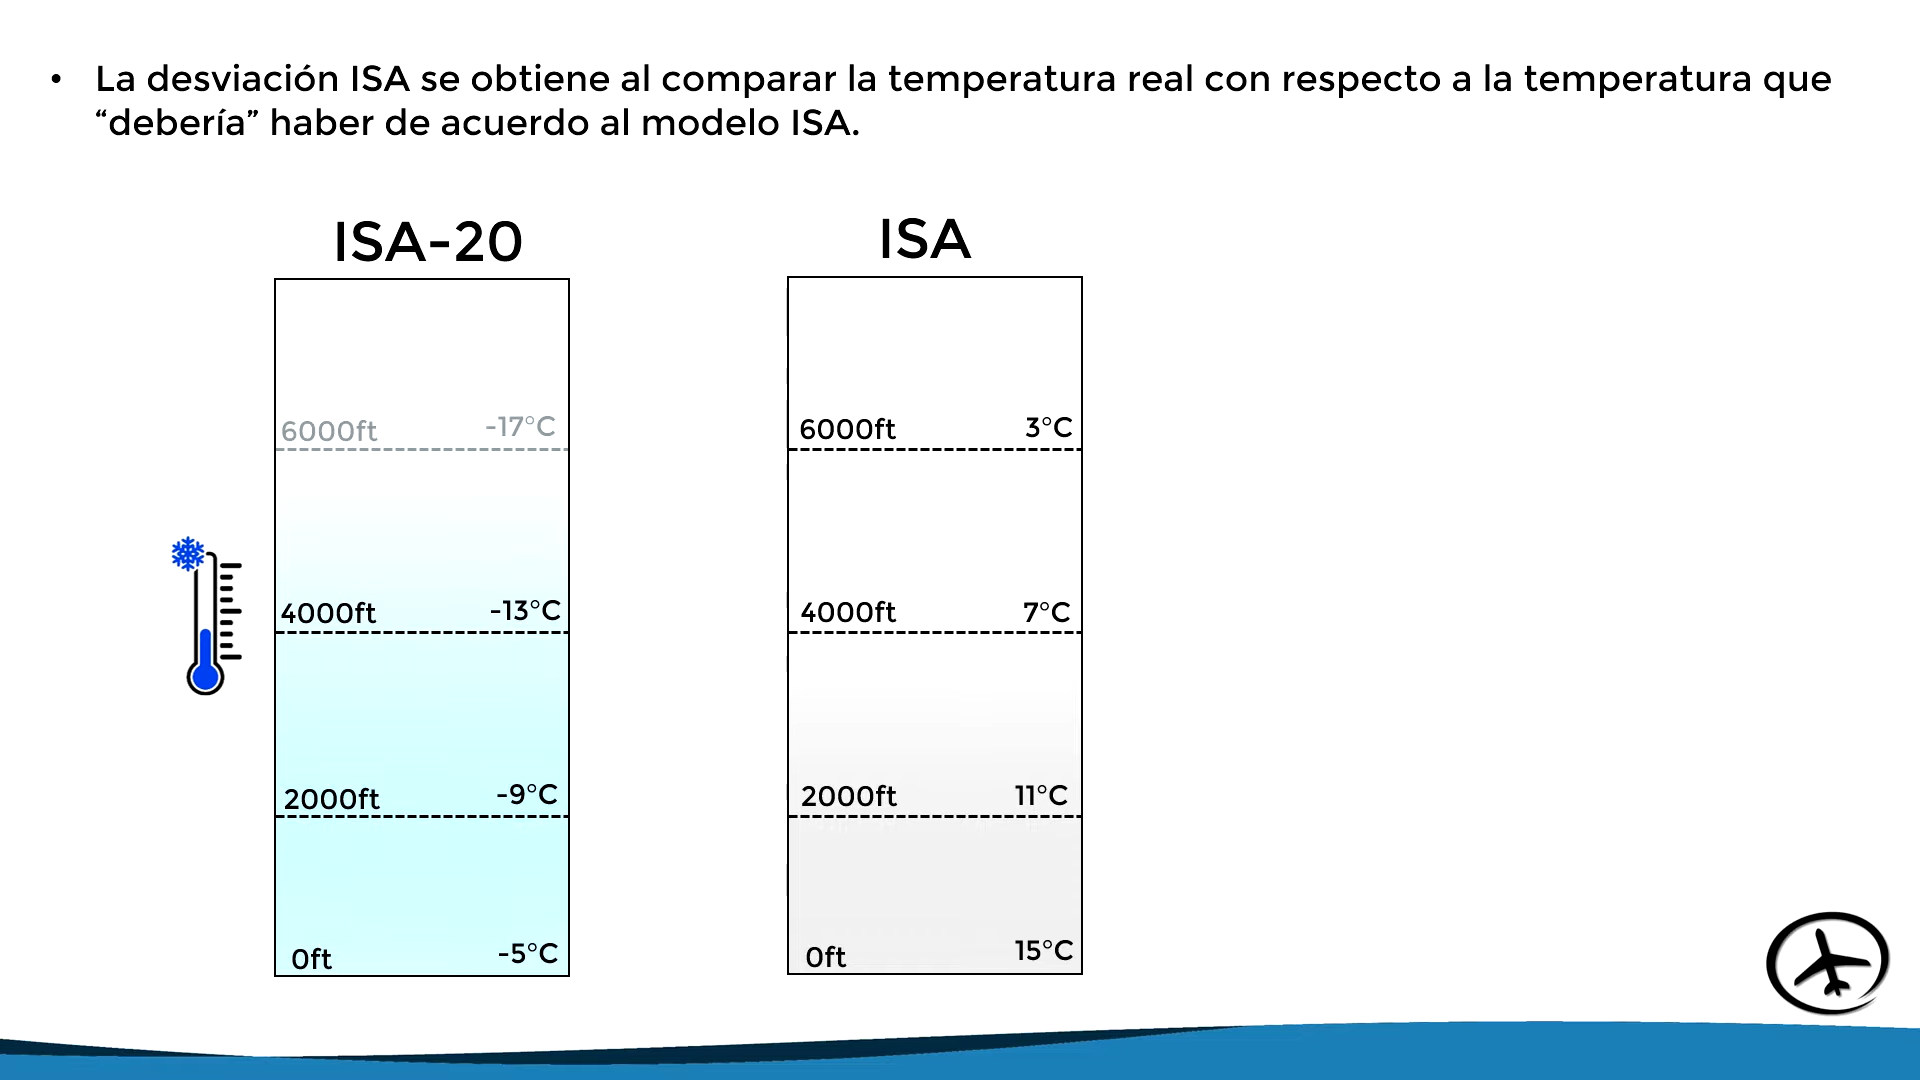 • La desviación ISA se obtiene al comparar la temperatura real con respecto a la temperatura que
“debería” haber de acuerdo al modelo ISA.
ISA-20
6000ft -17°C
4000ft -13°C
2000ft -9°C
0ft -5°C
ISA
6000ft 3°C
4000ft 7°C
2000ft 11°C
0ft 15°C